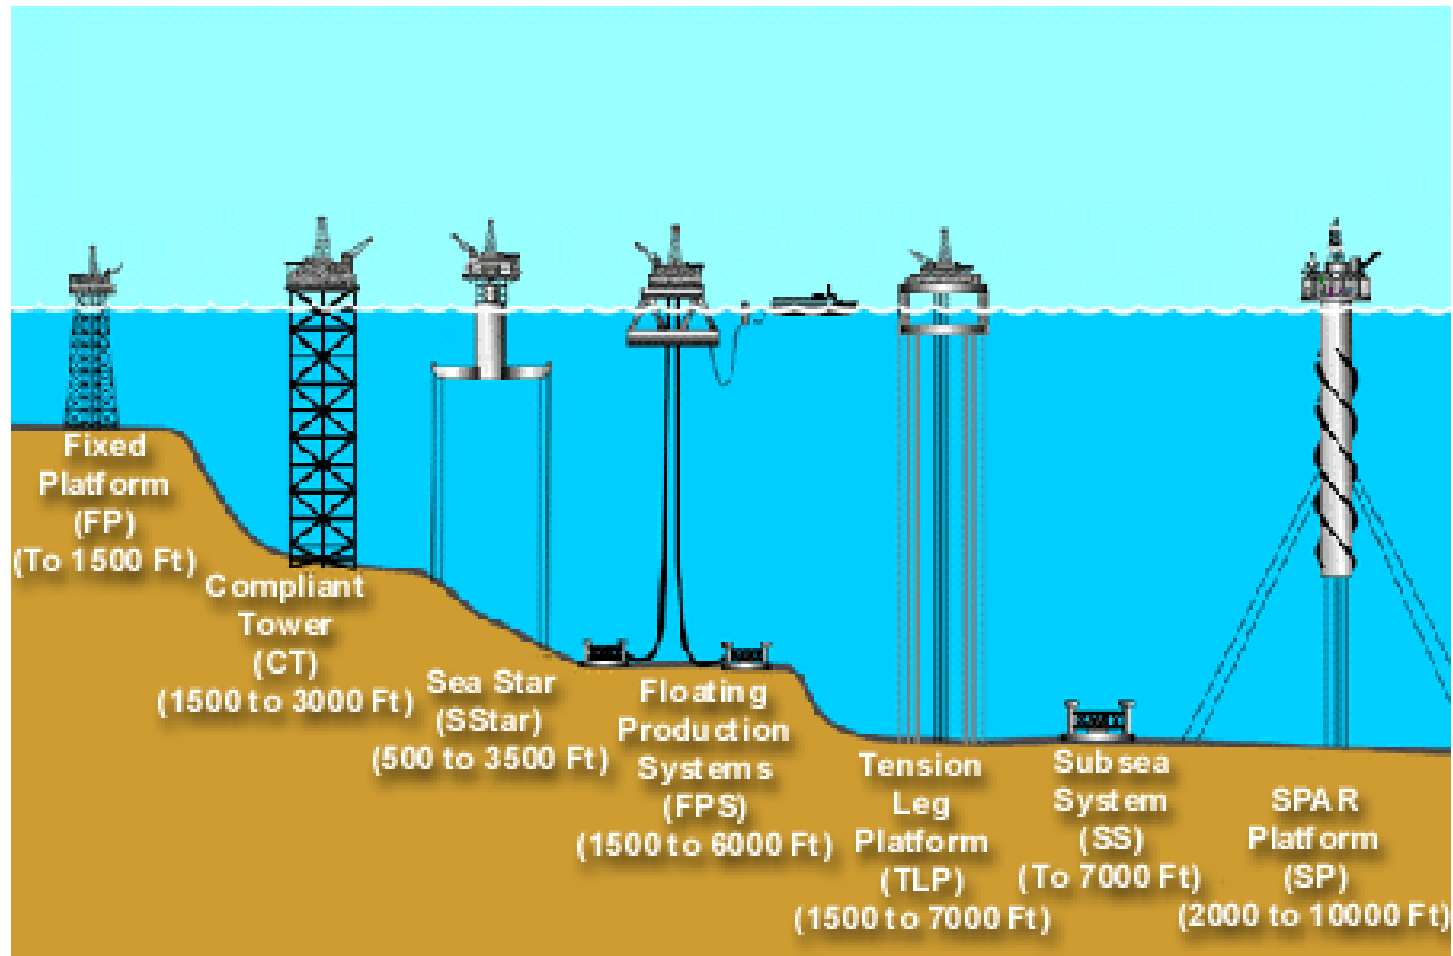 Fixed
Platform
(FP)
(To 1500 Ft)
Compliant
Tower
(CT)
(1500 to 3000 Ft)
Sea Star
(SStar)
(500 to 3500 Ft)
Floating
Production
Systems
(FPS)
(1500 to 6000 Ft)
Tension
Leg
Platform
(TLP)
(1500 to 7000 Ft)
Subsea
System
(SS)
(To 7000 Ft)
SPAR
Platform
(SP)
(2000 to 10000 Ft)